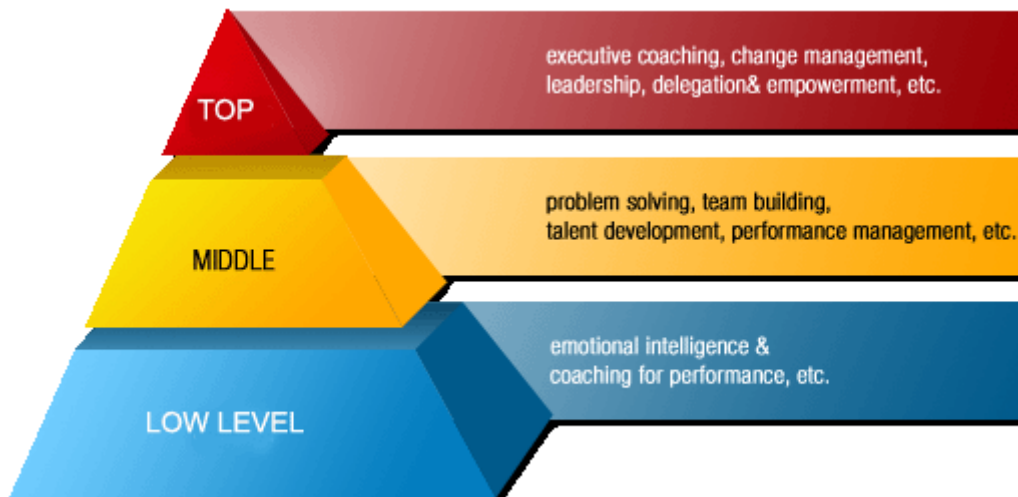 TOP
executive coaching, change management,
leadership, delegation& empowerment, etc.
MIDDLE
problem solving, team building,
talent development, performance management, etc.
LOW LEVEL
emotional intelligence &
coaching for performance, etc.